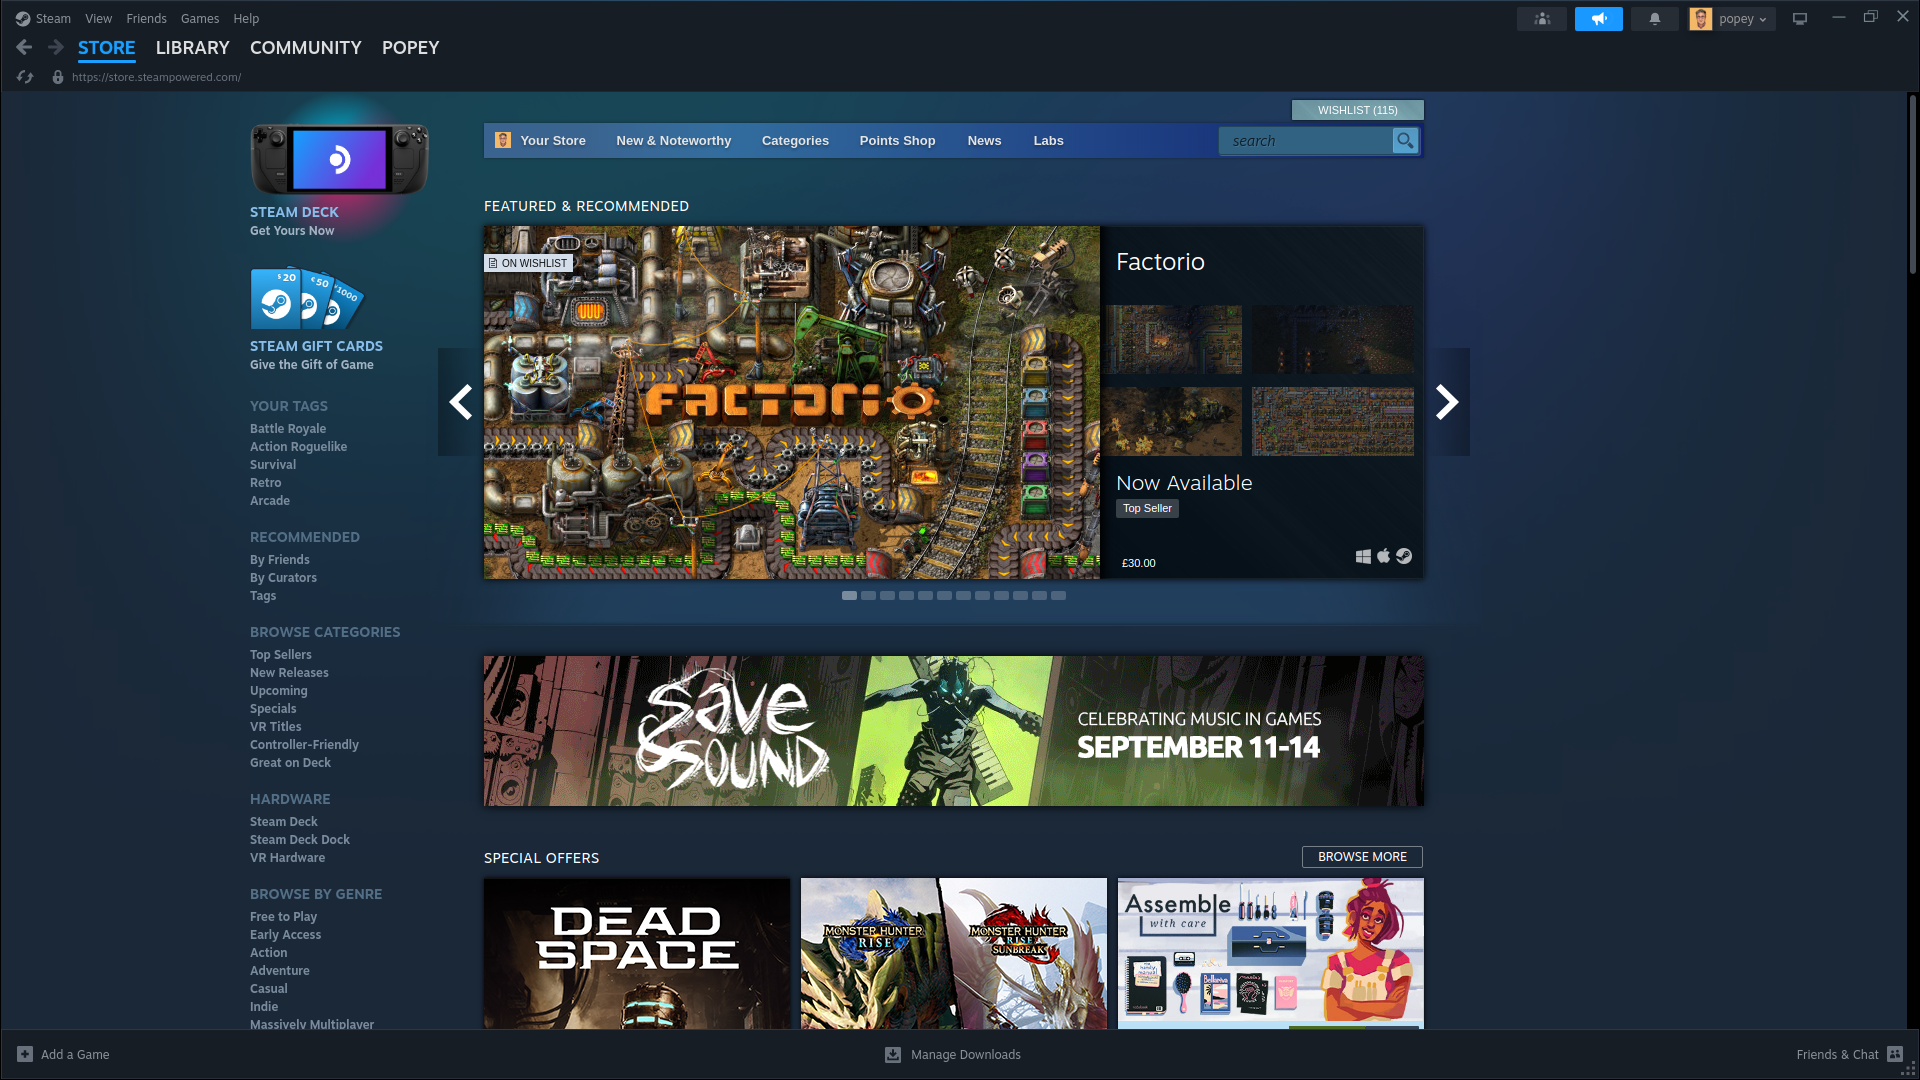 Steam View Friends Games Help
popey
STORE LIBRARY COMMUNITY POPEY
https://store.steampowered.com/
WISHLIST (115)
Your Store New & Noteworthy Categories Points Shop News Labs
search
STEAM DECK
Get Yours Now
$20 €50 ¥1000
STEAM GIFT CARDS
Give the Gift of Game
YOUR TAGS
Battle Royale
Action Roguelike
Survival
Retro
Arcade
RECOMMENDED
By Friends
By Curators
Tags
BROWSE CATEGORIES
Top Sellers
New Releases
Upcoming
Specials
VR Titles
Controller-Friendly
Great on Deck
HARDWARE
Steam Deck
Steam Deck Dock
VR Hardware
BROWSE BY GENRE
Free to Play
Early Access
Action
Adventure
Casual
Indie
Massively Multiplayer
FEATURED & RECOMMENDED
ON WISHLIST
FACTORIO
Factorio
Now Available
Top Seller
£30.00
SAVE
SOUND
CELEBRATING MUSIC IN GAMES
SEPTEMBER 11-14
SPECIAL OFFERS
BROWSE MORE
DEAD
SPACE
MONSTER HUNTER
RISE
MONSTER HUNTER
RISE
SUNBREAK
Assemble
with care
Add a Game
Manage Downloads
Friends & Chat